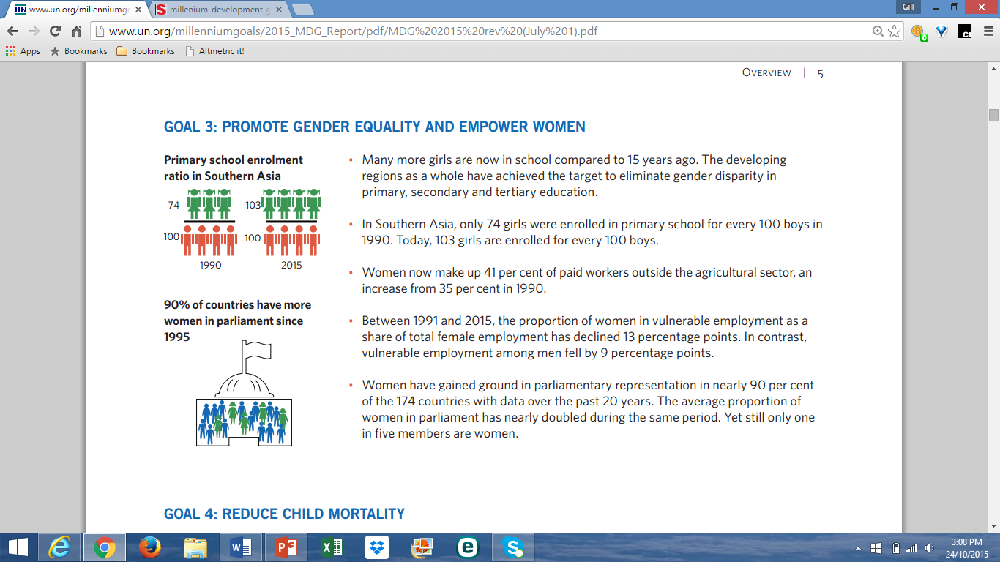 www.un.org/millenniumgo
millenium-development-g
Gill
www.un.org/millenniumgoals/2015_MDG_Report/pdf/MDG%202015%20rev%20(July%201).pdf
0
CI
Apps
Bookmarks
Bookmarks
Altmetric it!
OVERVIEW | 5
GOAL 3: PROMOTE GENDER EQUALITY AND EMPOWER WOMEN
Primary school enrolment
ratio in Southern Asia
74
103
100
100
1990
2015
90% of countries have more
women in parliament since
1995
• Many more girls are now in school compared to 15 years ago. The developing
regions as a whole have achieved the target to eliminate gender disparity in
primary, secondary and tertiary education.
• In Southern Asia, only 74 girls were enrolled in primary school for every 100 boys in
1990. Today, 103 girls are enrolled for every 100 boys.
• Women now make up 41 per cent of paid workers outside the agricultural sector, an
increase from 35 per cent in 1990.
• Between 1991 and 2015, the proportion of women in vulnerable employment as a
share of total female employment has declined 13 percentage points. In contrast,
vulnerable employment among men fell by 9 percentage points.
• Women have gained ground in parliamentary representation in nearly 90 per cent
of the 174 countries with data over the past 20 years. The average proportion of
women in parliament has nearly doubled during the same period. Yet still only one
in five members are women.
GOAL 4: REDUCE CHILD MORTALITY
3:08 PM
24/10/2015